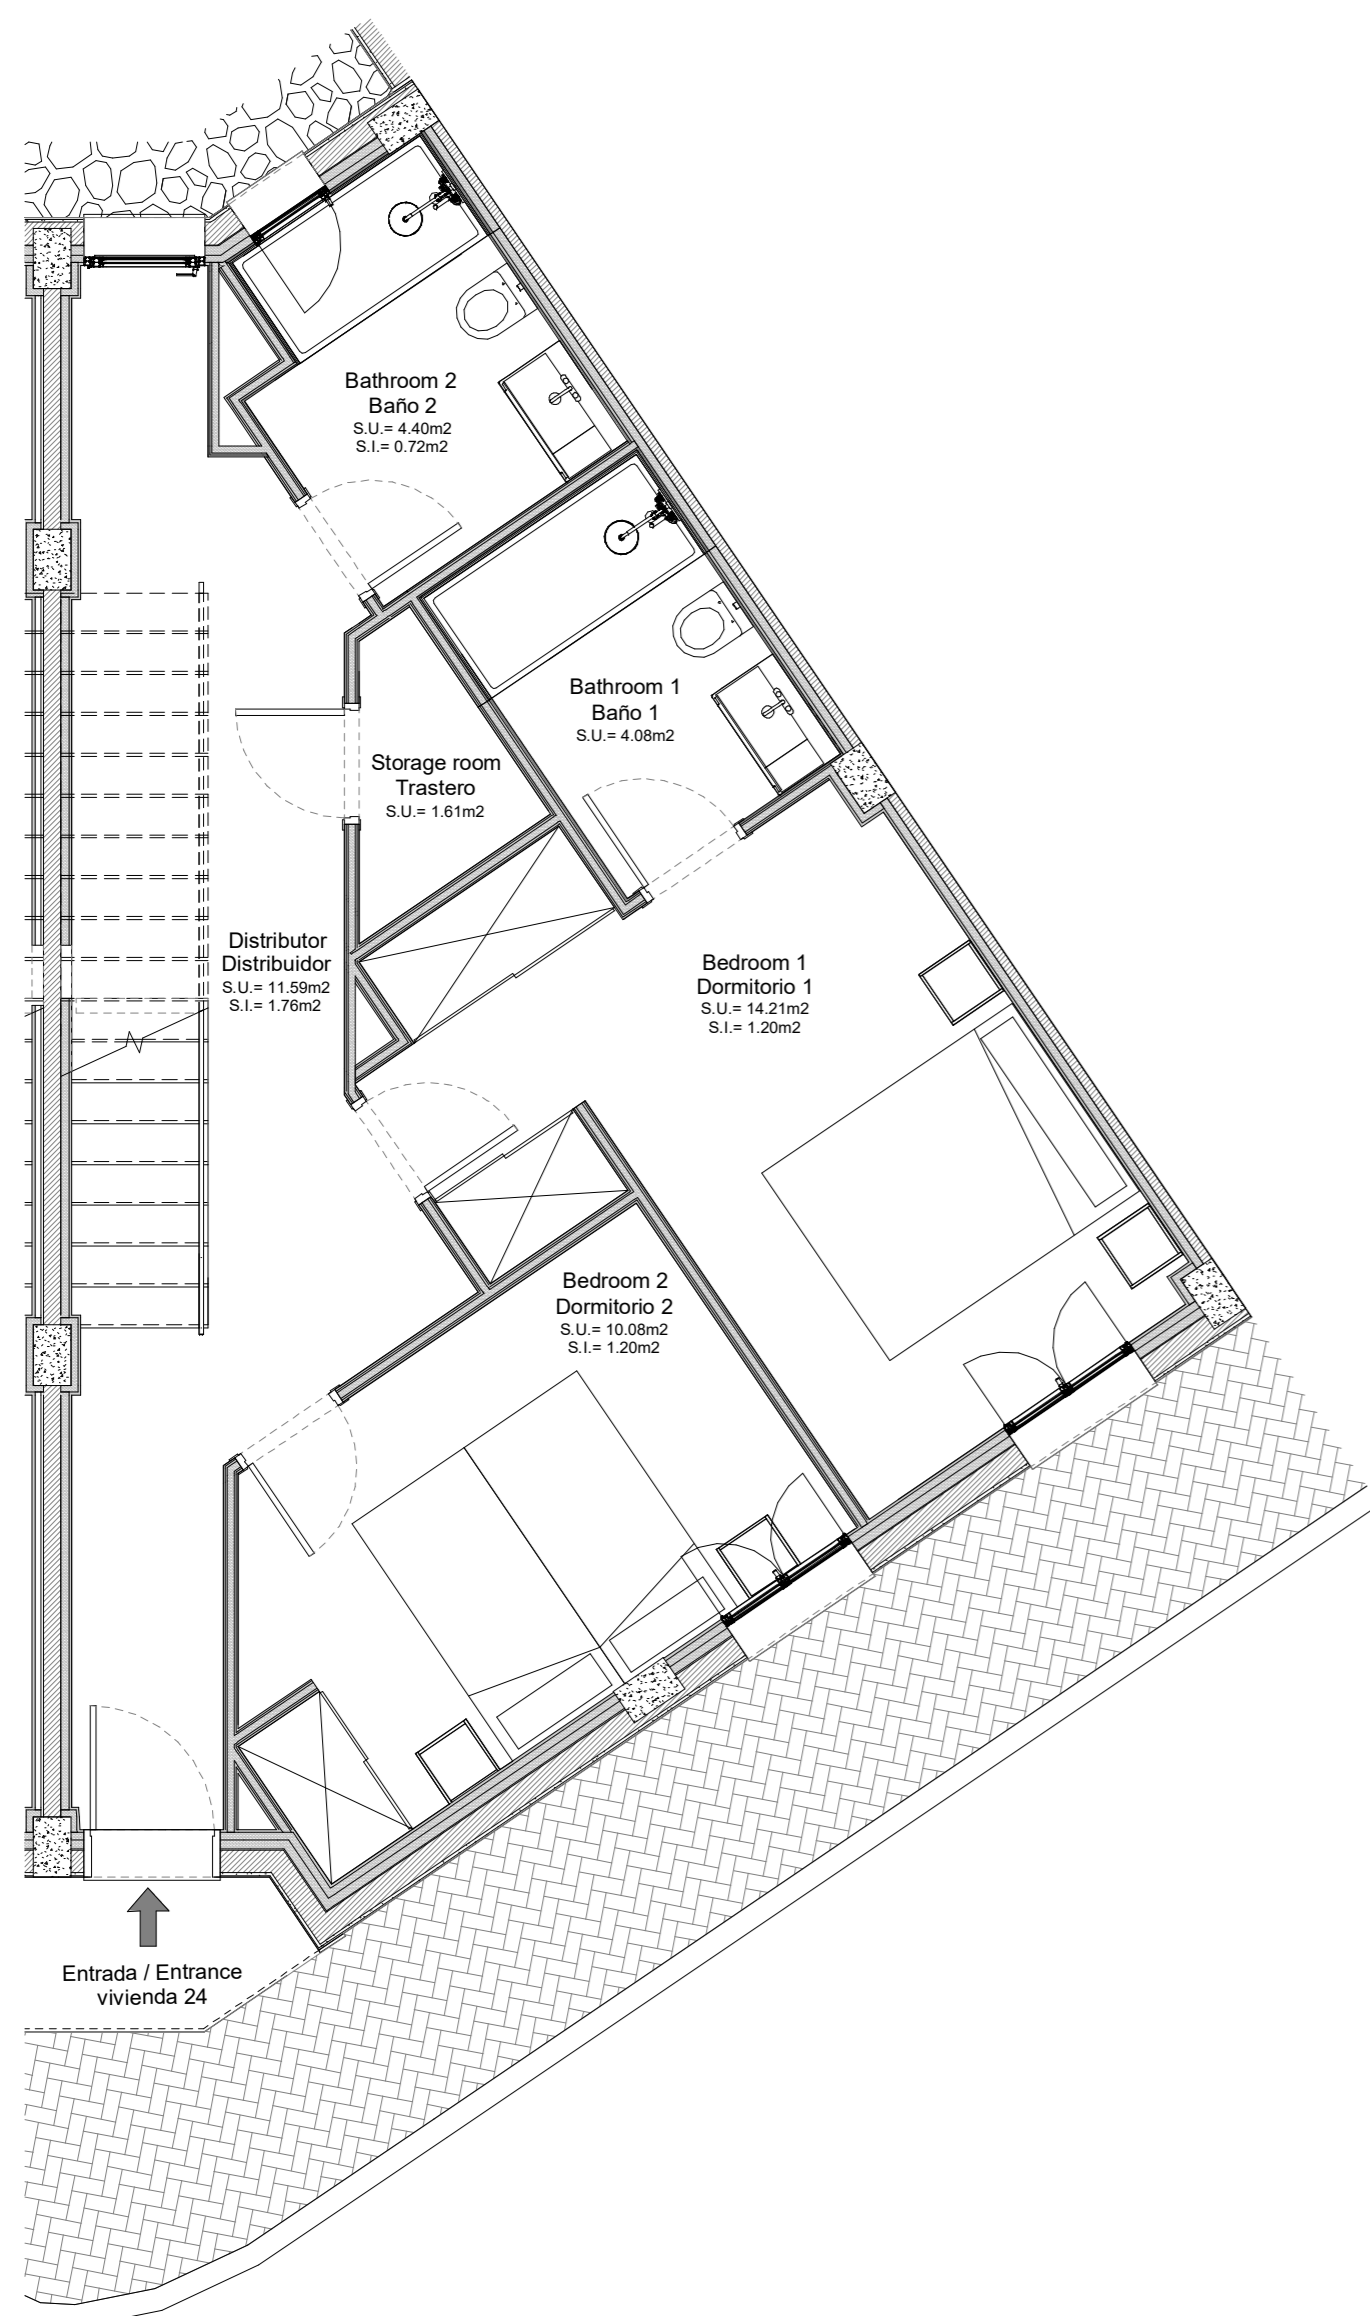 Bathroom 2
Baño 2
S.U.= 4.40m2
S.I.= 0.72m2
Bathroom 1
Baño 1
S.U.= 4.08m2
Storage room
Trastero
S.U.= 1.61m2
Distributor
Distribuidor
S.U.= 11.59m2
S.I.= 1.76m2
Bedroom 1
Dormitorio 1
S.U.= 14.21m2
S.I.= 1.20m2
Bedroom 2
Dormitorio 2
S.U.= 10.08m2
S.I.= 1.20m2
Entrada / Entrance
vivienda 24